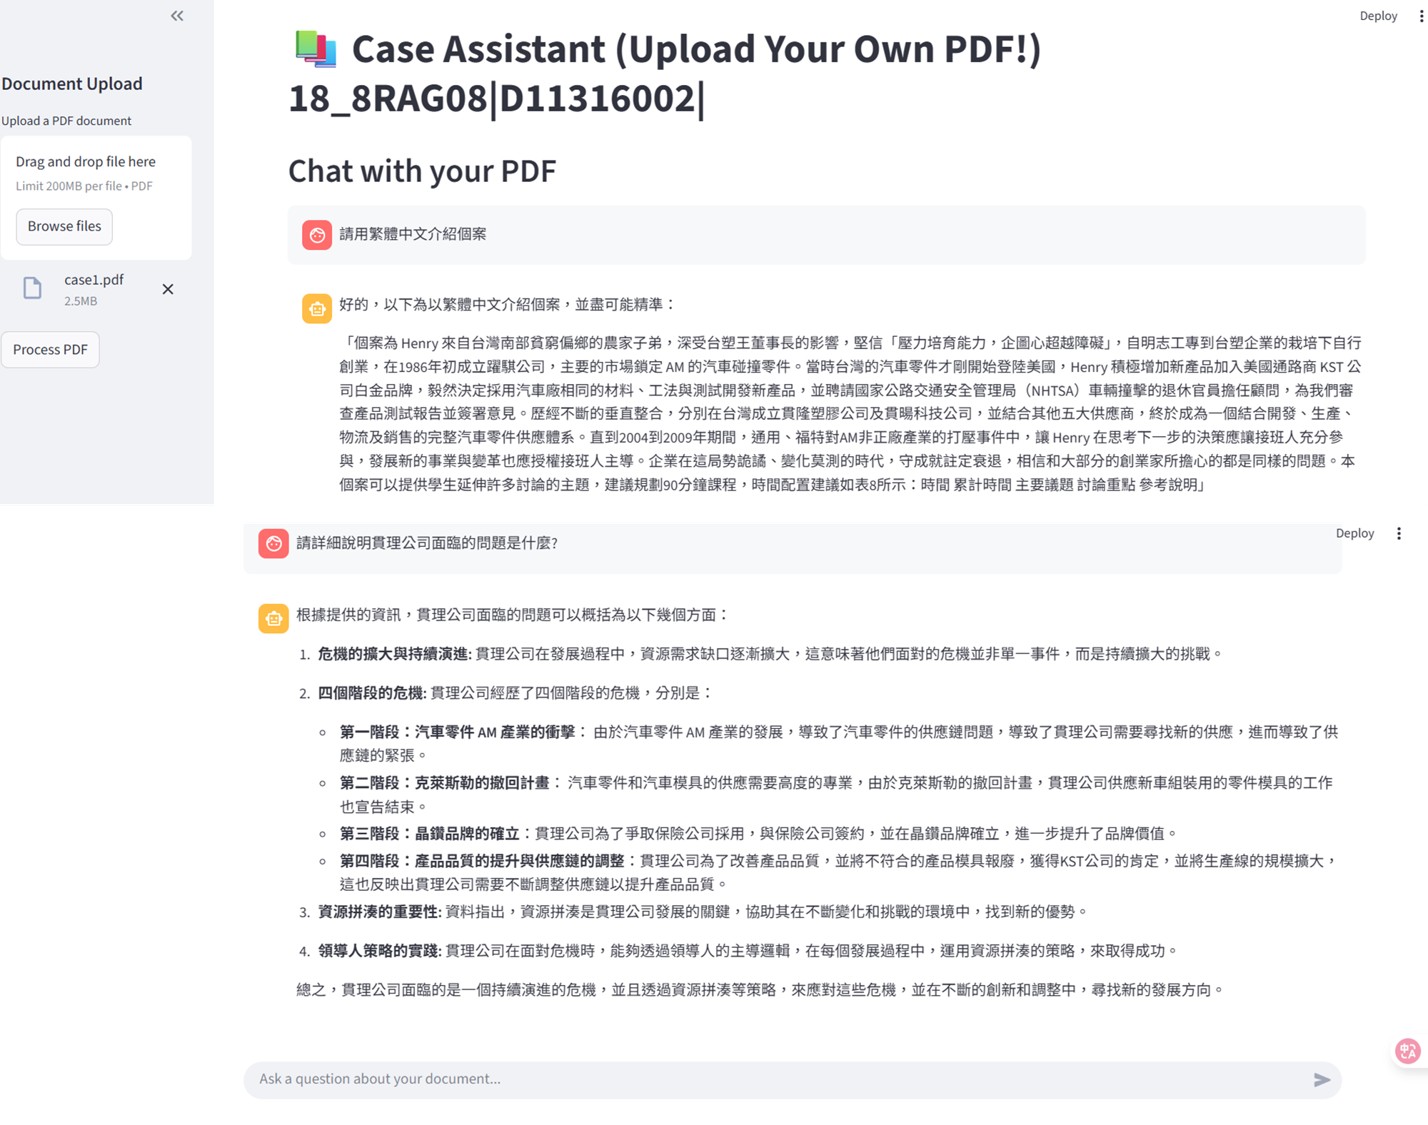 Deploy
Document Upload
Upload a PDF document
Drag and drop file here
Limit 200MB per file • PDF
Browse files
case1.pdf
2.5MB
Process PDF
📚 Case Assistant (Upload Your Own PDF!)
18_8RAG08|D11316002|
Chat with your PDF
請用繁體中文介紹個案
好的，以下為以繁體中文介紹個案，並盡可能精準：
「個案為 Henry 來自台灣南部貧窮偏鄉的農家子弟，深受台塑王董事長的影響，堅信「壓力培育能力，企圖心超越障礙」，自明志工專到台塑企業的栽培下自行
創業，在1986年初成立躍騏公司，主要的市場鎖定 AM 的汽車碰撞零件。當時台灣的汽車零件才剛開始登陸美國，Henry 積極增加新產品加入美國通路商 KST 公
司白金品牌，毅然決定採用汽車廠相同的材料、工法與測試開發新產品，並聘請國家公路交通安全管理局（NHTSA）車輛撞擊的退休官員擔任顧問，為我們審
查產品測試報告並簽署意見。歷經不斷的垂直整合，分別在台灣成立貫隆塑膠公司及貫暘科技公司，並結合其他五大供應商，終於成為一個結合開發、生產、
物流及銷售的完整汽車零件供應體系。直到2004到2009年期間，通用、福特對AM非正廠產業的打壓事件中，讓 Henry 在思考下一步的決策應讓接班人充分參
與，發展新的事業與變革也應授權接班人主導。企業在這局勢詭譎、變化莫測的時代，守成就註定衰退，相信和大部分的創業家所擔心的都是同樣的問題。本
個案可以提供學生延伸許多討論的主題，建議規劃90分鐘課程，時間配置建議如表8所示：時間 累計時間 主要議題 討論重點 參考說明」
Deploy
請詳細說明貫理公司面臨的問題是什麼?
根據提供的資訊，貫理公司面臨的問題可以概括為以下幾個方面：
1. 危機的擴大與持續演進: 貫理公司在發展過程中，資源需求缺口逐漸擴大，這意味著他們面對的危機並非單一事件，而是持續擴大的挑戰。
2. 四個階段的危機: 貫理公司經歷了四個階段的危機，分別是：
第一階段：汽車零件 AM 產業的衝擊： 由於汽車零件 AM 產業的發展，導致了汽車零件的供應鏈問題，導致了貫理公司需要尋找新的供應，進而導致了供
應鏈的緊張。
第二階段：克萊斯勒的撤回計畫： 汽車零件和汽車模具的供應需要高度的專業，由於克萊斯勒的撤回計畫，貫理公司供應新車組裝用的零件模具的工作
也宣告結束。
第三階段：晶鑽品牌的確立：貫理公司為了爭取保險公司採用，與保險公司簽約，並在晶鑽品牌確立，進一步提升了品牌價值。
第四階段：產品品質的提升與供應鏈的調整：貫理公司為了改善產品品質，並將不符合的產品模具報廢，獲得KST公司的肯定，並將生產線的規模擴大，
這也反映出貫理公司需要不斷調整供應鏈以提升產品品質。
3. 資源拼湊的重要性: 資料指出，資源拼湊是貫理公司發展的關鍵，協助其在不斷變化和挑戰的環境中，找到新的優勢。
4. 領導人策略的實踐: 貫理公司在面對危機時，能夠透過領導人的主導邏輯，在每個發展過程中，運用資源拼湊的策略，來取得成功。
總之，貫理公司面臨的是一個持續演進的危機，並且透過資源拼湊等策略，來應對這些危機，並在不斷的創新和調整中，尋找新的發展方向。
Ask a question about your document...